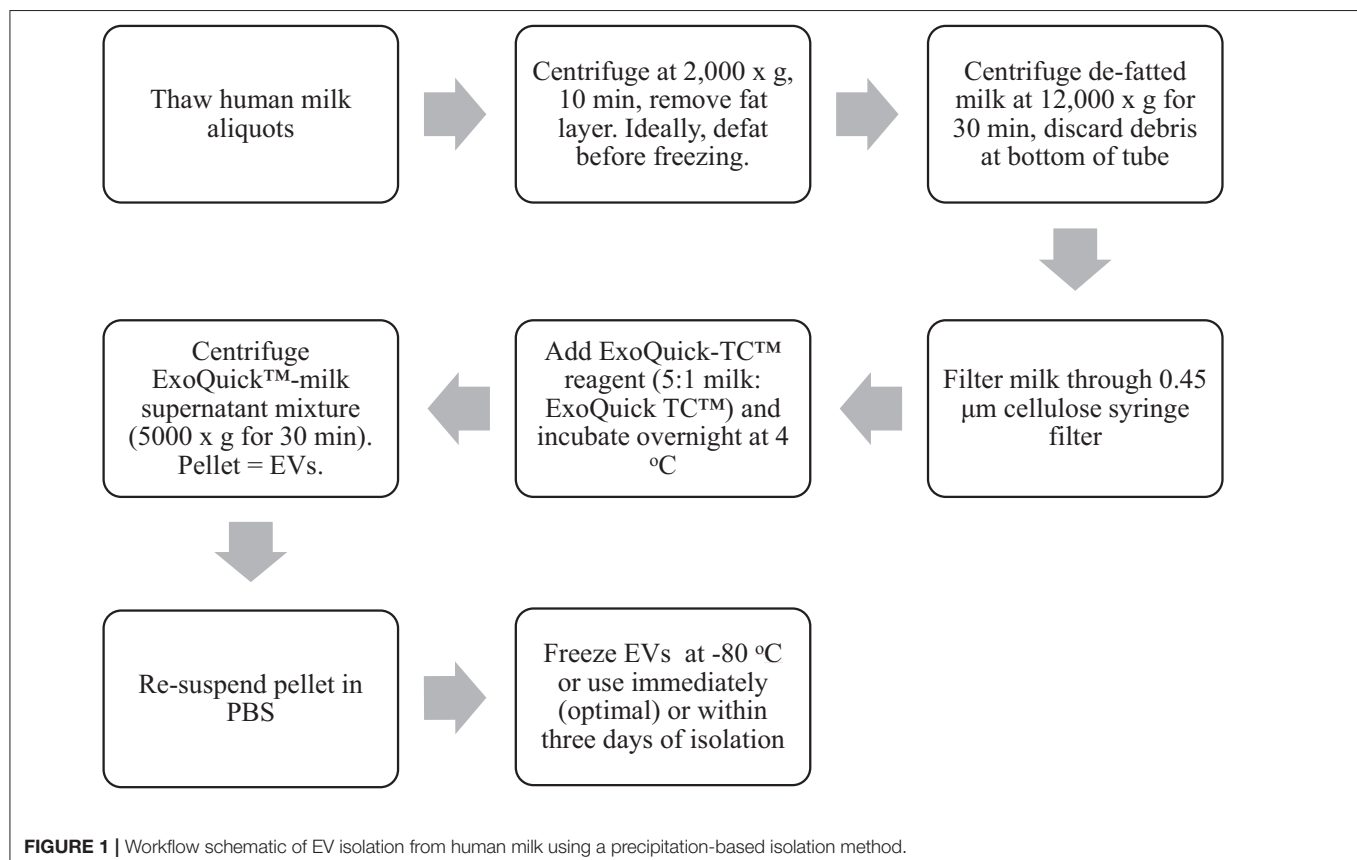 Thaw human milk
aliquots
Centrifuge at 2,000 x g,
10 min, remove fat
layer. Ideally, defat
before freezing.
Centrifuge de-fatted
milk at 12,000 x g for
30 min, discard debris
at bottom of tube
Filter milk through 0.45
μm cellulose syringe
filter
Add ExoQuick-TC™
reagent (5:1 milk:
ExoQuick TC™) and
incubate overnight at 4
ºC
Centrifuge
ExoQuick™-milk
supernatant mixture
(5000 x g for 30 min).
Pellet = EVs.
Re-suspend pellet in
PBS
Freeze EVs at -80 ºC
or use immediately
(optimal) or within
three days of isolation
FIGURE 1 | Workflow schematic of EV isolation from human milk using a precipitation-based isolation method.